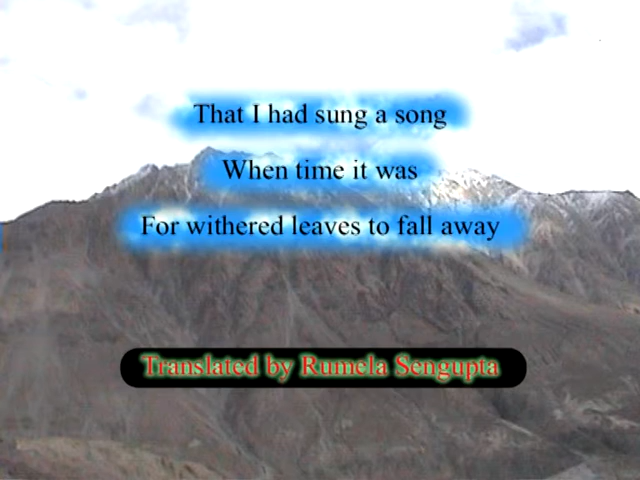 That I had sung a song
When time it was
For withered leaves to fall away
Translated by Rumela Sengupta